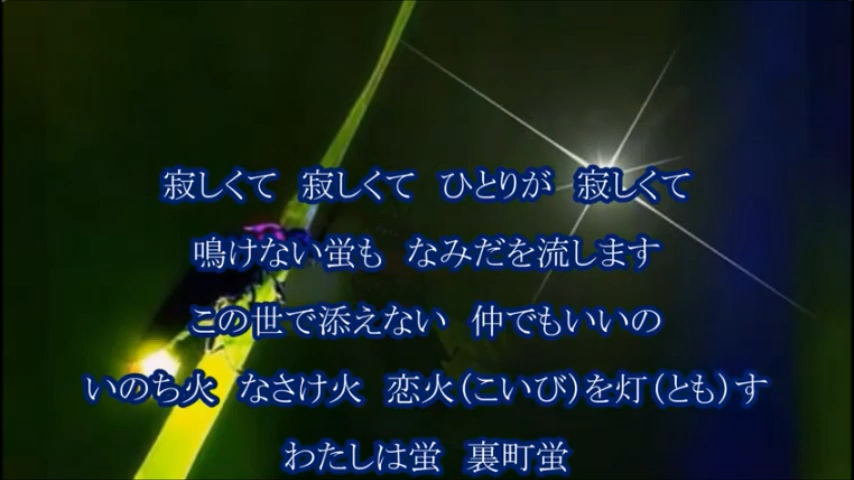 寂しくて　寂しくて　ひとりが　寂しくて
鳴けない蛍も　なみだを流します
この世で添えない　仲でもいいの
いのち火　なさけ火　恋火（こいび）を灯（とも）す
わたしは蛍　裏町蛍